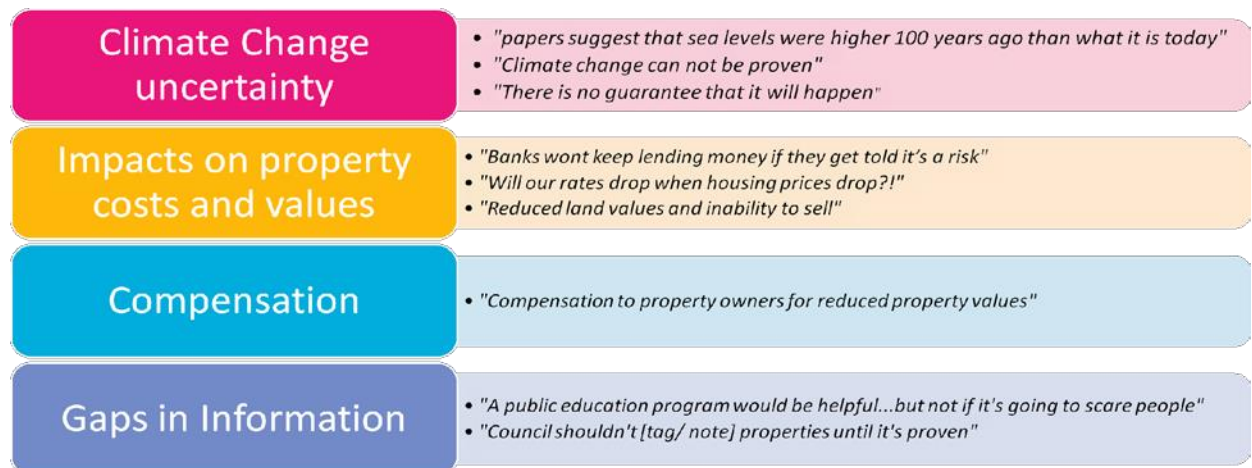 Climate Change
uncertainty
• "papers suggest that sea levels were higher 100 years ago than what it is today"
• "Climate change can not be proven"
• "There is no guarantee that it will happen"
Impacts on property
costs and values
• "Banks wont keep lending money if they get told it's a risk"
• "Will our rates drop when housing prices drop?!"
• "Reduced land values and inability to sell"
Compensation
• "Compensation to property owners for reduced property values"
Gaps in Information
• "A public education program would be helpful...but not if it's going to scare people"
• "Council shouldn't [tag/ note] properties until it's proven"